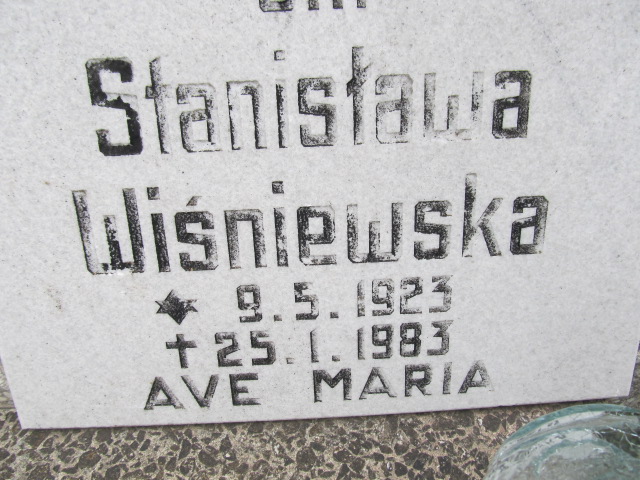 Stanisława
Wiśniewska
9.5.1923
25.1.1983
AVE MARIA